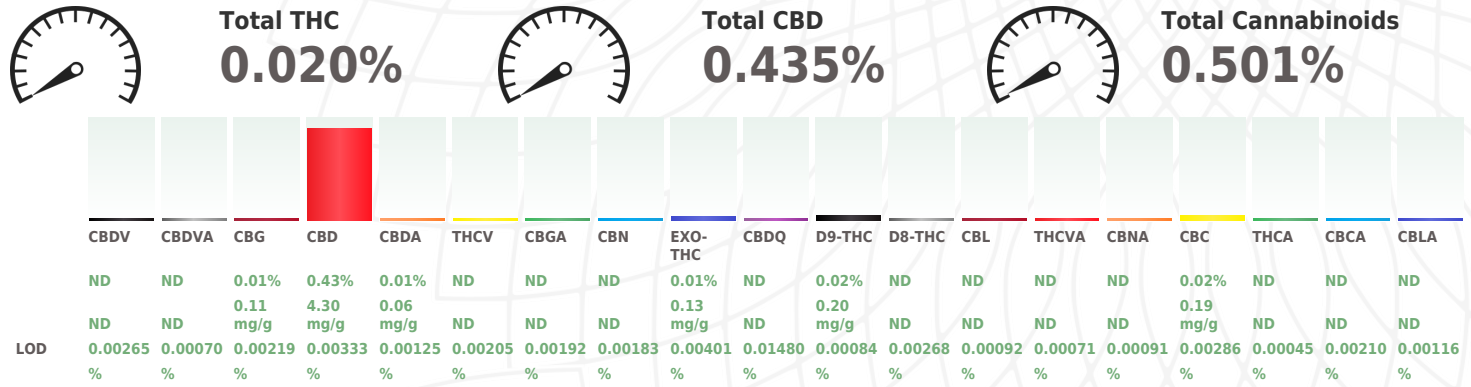 Total THC
0.020%
Total CBD
0.435%
Total Cannabinoids
0.501%
CBDV CBDVA CBG CBD CBDA THCV CBGA CBN EXO- CBDQ D9-THC D8-THC CBL THCVA CBNA CBC THCA CBCA CBLA
THC
ND ND 0.01% 0.43% 0.01% ND ND ND 0.01% ND 0.02% ND ND ND ND 0.02% ND ND ND
0.11 4.30 0.06 0.13 0.20 0.19
ND ND mg/g mg/g mg/g ND ND ND mg/g ND mg/g ND ND ND ND mg/g ND ND ND
LOD 0.00265 0.00070 0.00219 0.00333 0.00125 0.00205 0.00192 0.00183 0.00401 0.01480 0.00084 0.00268 0.00092 0.00071 0.00091 0.00286 0.00045 0.00210 0.00116
% % % % % % % % % % % % % % % % % % %